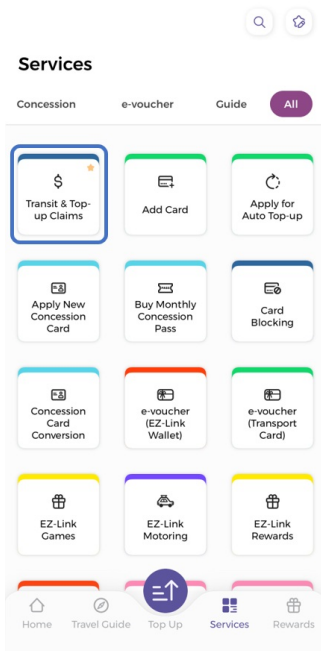 Services
Concession e-voucher Guide All
$
Transit & Top-
up Claims
Add Card
Apply for
Auto Top-up
Apply New
Concession
Card
Buy Monthly
Concession
Pass
Card
Blocking
Concession
Card
Conversion
e-voucher
(EZ-Link
Wallet)
e-voucher
(Transport
Card)
EZ-Link
Games
EZ-Link
Motoring
EZ-Link
Rewards
Home Travel Guide Top Up Services Rewards